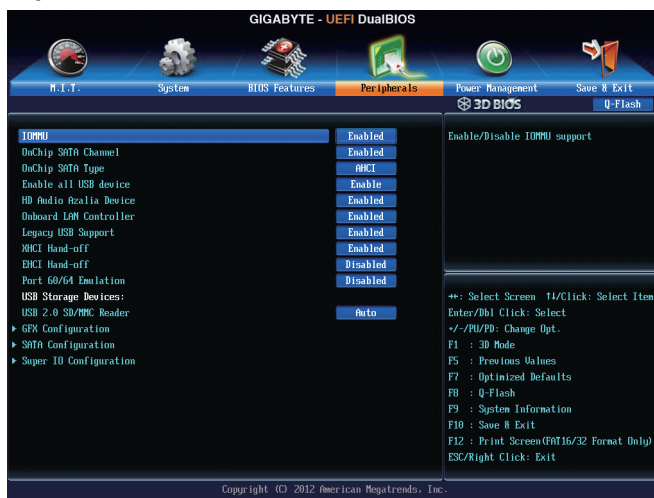 GIGABYTE - UEFI DualBIOS
M.I.T. System BIOS Features Peripherals Power Management Save & Exit
3D BIOS Q-Flash
IOMMU Enabled
OnChip SATA Channel Enabled
OnChip SATA Type AHCI
Enable all USB device Enable
HD Audio Azalia Device Enabled
Onboard LAN Controller Enabled
Legacy USB Support Enabled
XHCI Hand-off Enabled
EHCI Hand-off Disabled
Port 60/64 Emulation Disabled
USB Storage Devices:
USB 2.0 SD/MMC Reader Auto
GFX Configuration
SATA Configuration
Super IO Configuration
Enable/Disable IOMMU support
→←: Select Screen ↑↓/Click: Select Item
Enter/Dbl Click: Select
+/-/PU/PD: Change Opt.
F1 : 3D Mode
F5 : Previous Values
F7 : Optimized Defaults
F8 : Q-Flash
F9 : System Information
F10 : Save & Exit
F12 : Print Screen(FAT16/32 Format Only)
ESC/Right Click: Exit
Copyright (C) 2012 American Megatrends, Inc.